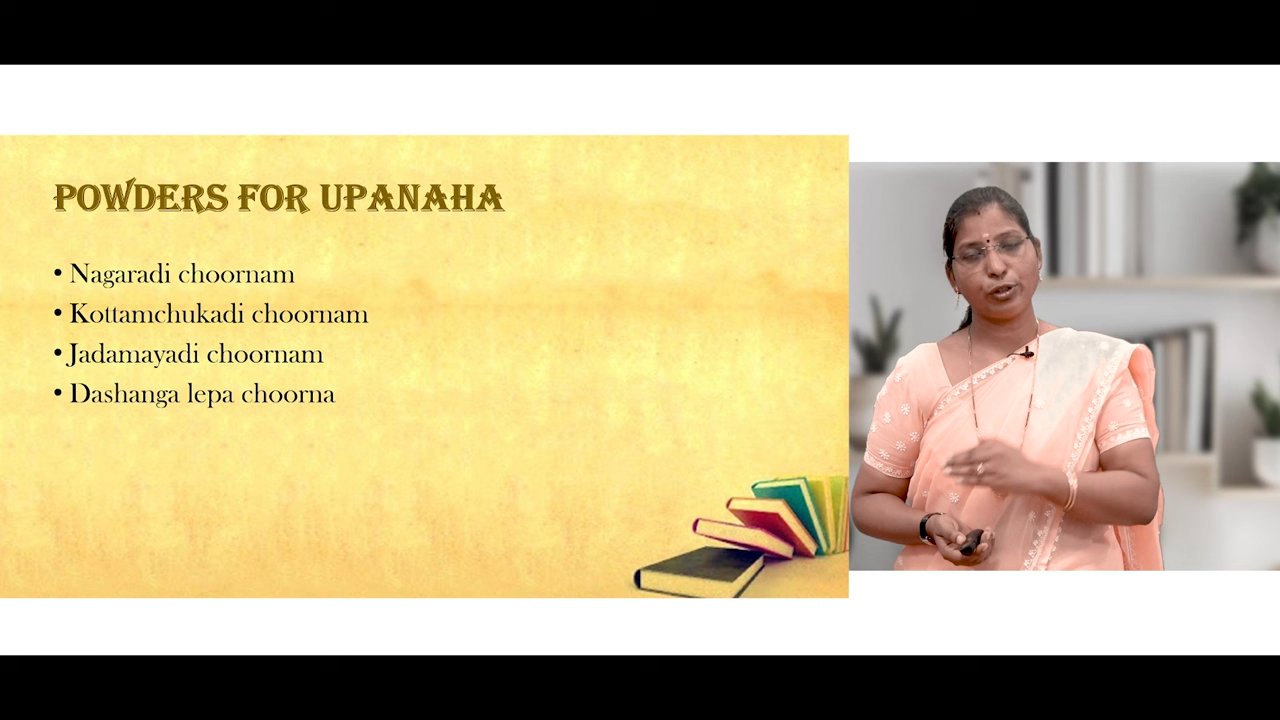 POWDERS FOR UPANAHA
• Nagaradi choornam
• Kottamchukadi choornam
• Jadamayadi choornam
• Dashanga lepa choorna